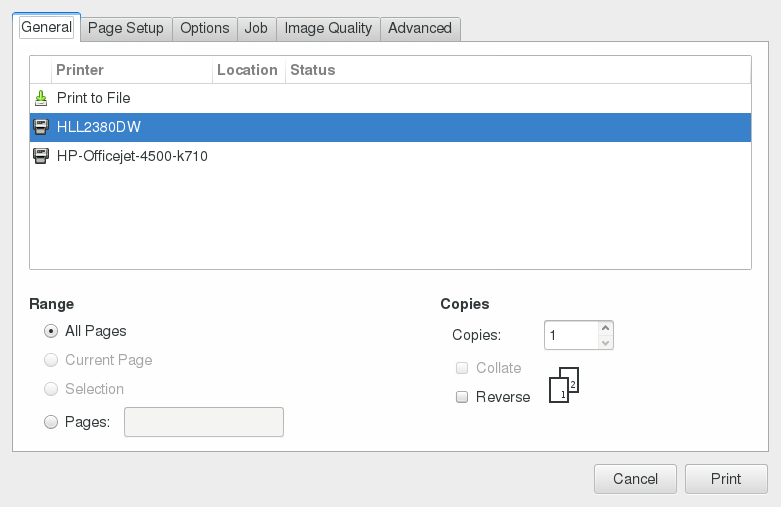 General Page Setup Options Job Image Quality Advanced
Printer Location Status
Print to File
HLL2380DW
HP-Officejet-4500-k710
Range
All Pages
Current Page
Selection
Pages:
Copies
Copies: 1
Collate
Reverse
1 2
Cancel Print